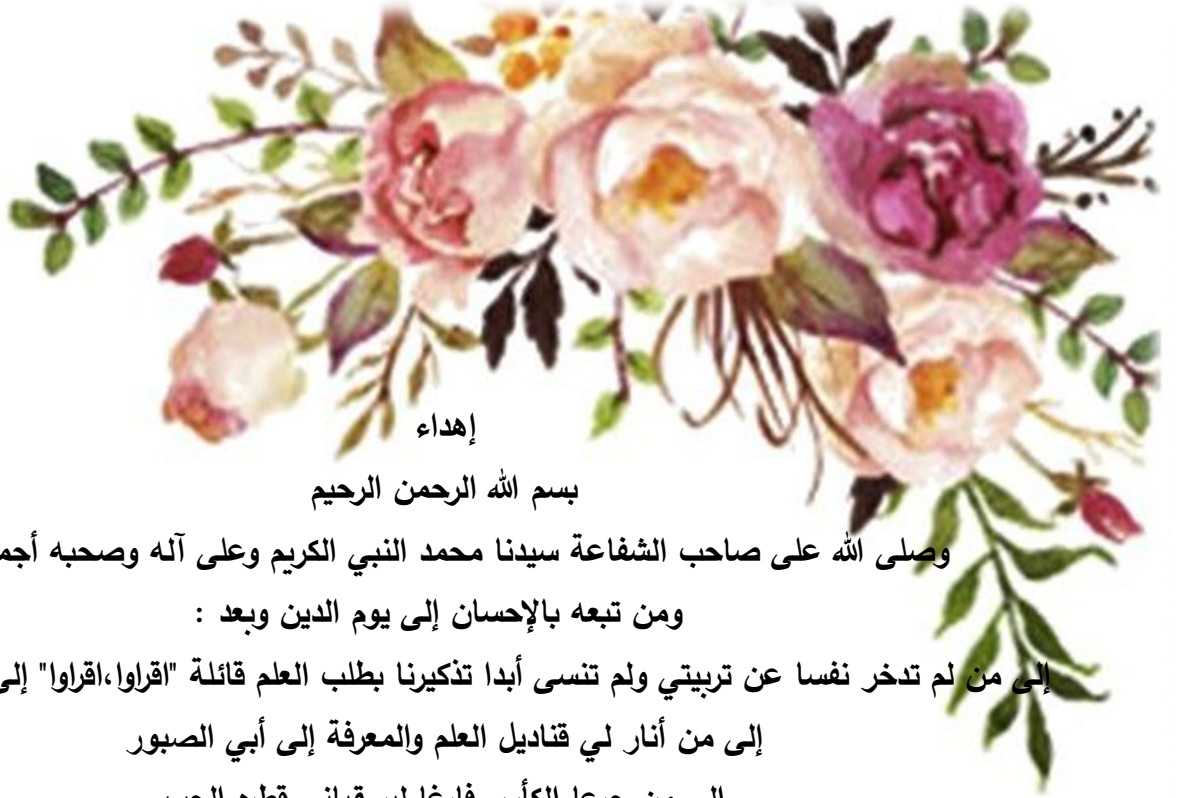 إهداء
بسم الله الرحمن الرحيم
وصلى الله على صاحب الشفاعة سيدنا محمد النبي الكريم وعلى آله وصحبه
ومن تبعه بالإحسان إلى يوم الدين وبعد :
إلى من لم تدخر نفسا عن تربيتي ولم تنسى أبدا تذكيرنا بطلب العلم قائلة "اقراوا،اقراوا" إلى
إلى من أنار لي قناديل العلم والمعرفة إلى أبي الصبور